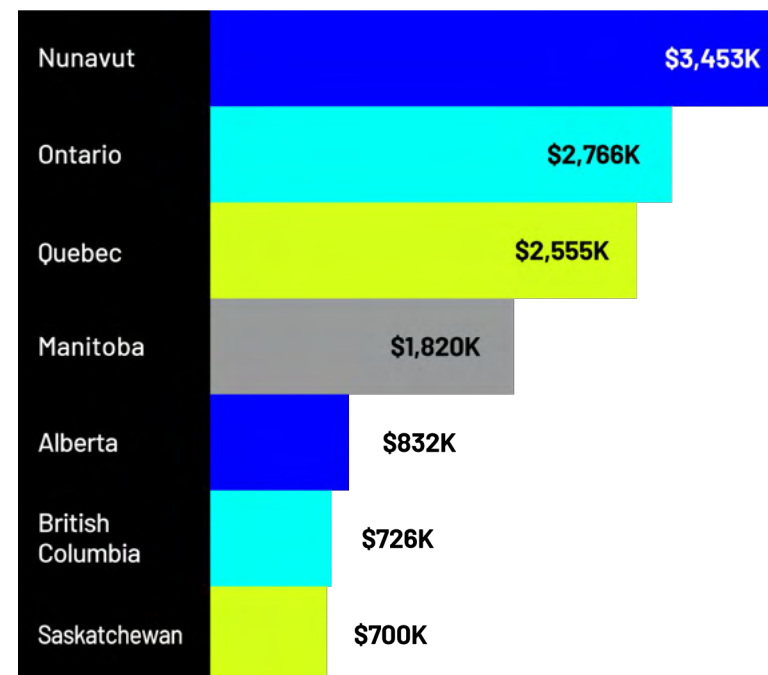 Nunavut $3,453K
Ontario $2,766K
Quebec $2,555K
Manitoba $1,820K
Alberta $832K
British
Columbia $726K
Saskatchewan $700K